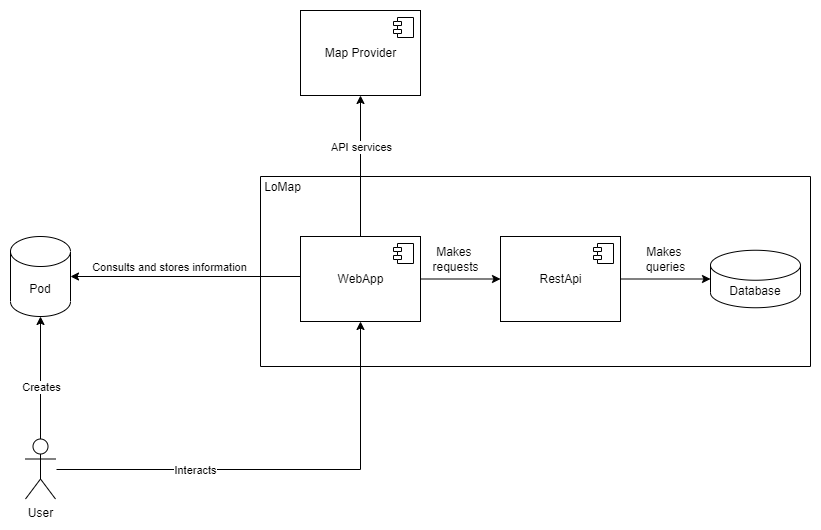 Map Provider
API services
LoMap
Consults and stores information
WebApp
Makes
requests
RestApi
Makes
queries
Database
Pod
Creates
Interacts
User